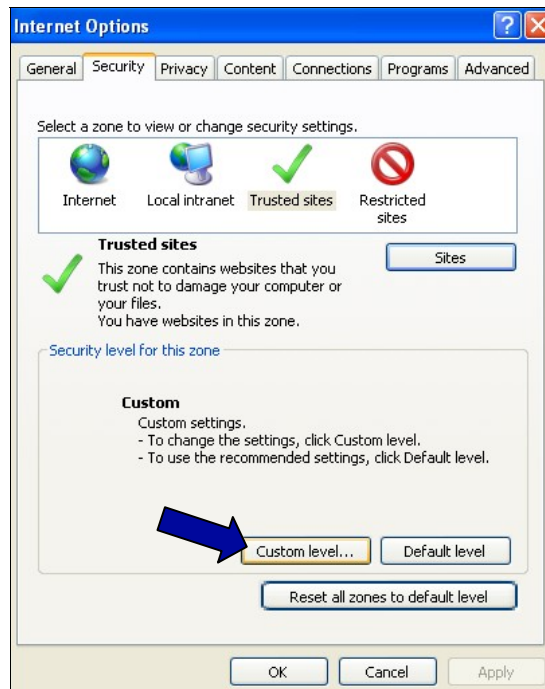 Internet Options
General Security Privacy Content Connections Programs Advanced
Select a zone to view or change security settings.
Internet Local intranet Trusted sites Restricted
sites
Trusted sites
Sites
This zone contains websites that you
trust not to damage your computer or
your files.
You have websites in this zone.
Security level for this zone
Custom
Custom settings.
- To change the settings, click Custom level.
- To use the recommended settings, click Default level.
Custom level... Default level
Reset all zones to default level
OK Cancel Apply